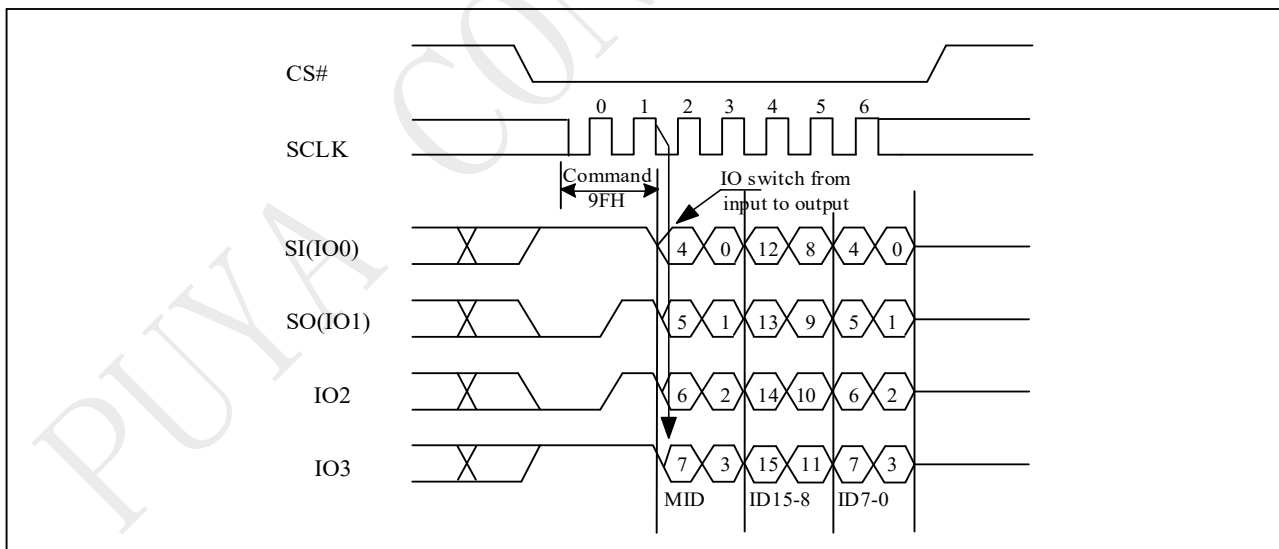 CS#
0 1 2 3 4 5 6
SCLK
Command
9FH
IO switch from
input to output
SI(IO0)
4 0 12 8 4 0
SO(IO1)
5 1 13 9 5 1
IO2
6 2 14 10 6 2
IO3
7 3 15 11 7 3
MID ID15-8 ID7-0
PUYA